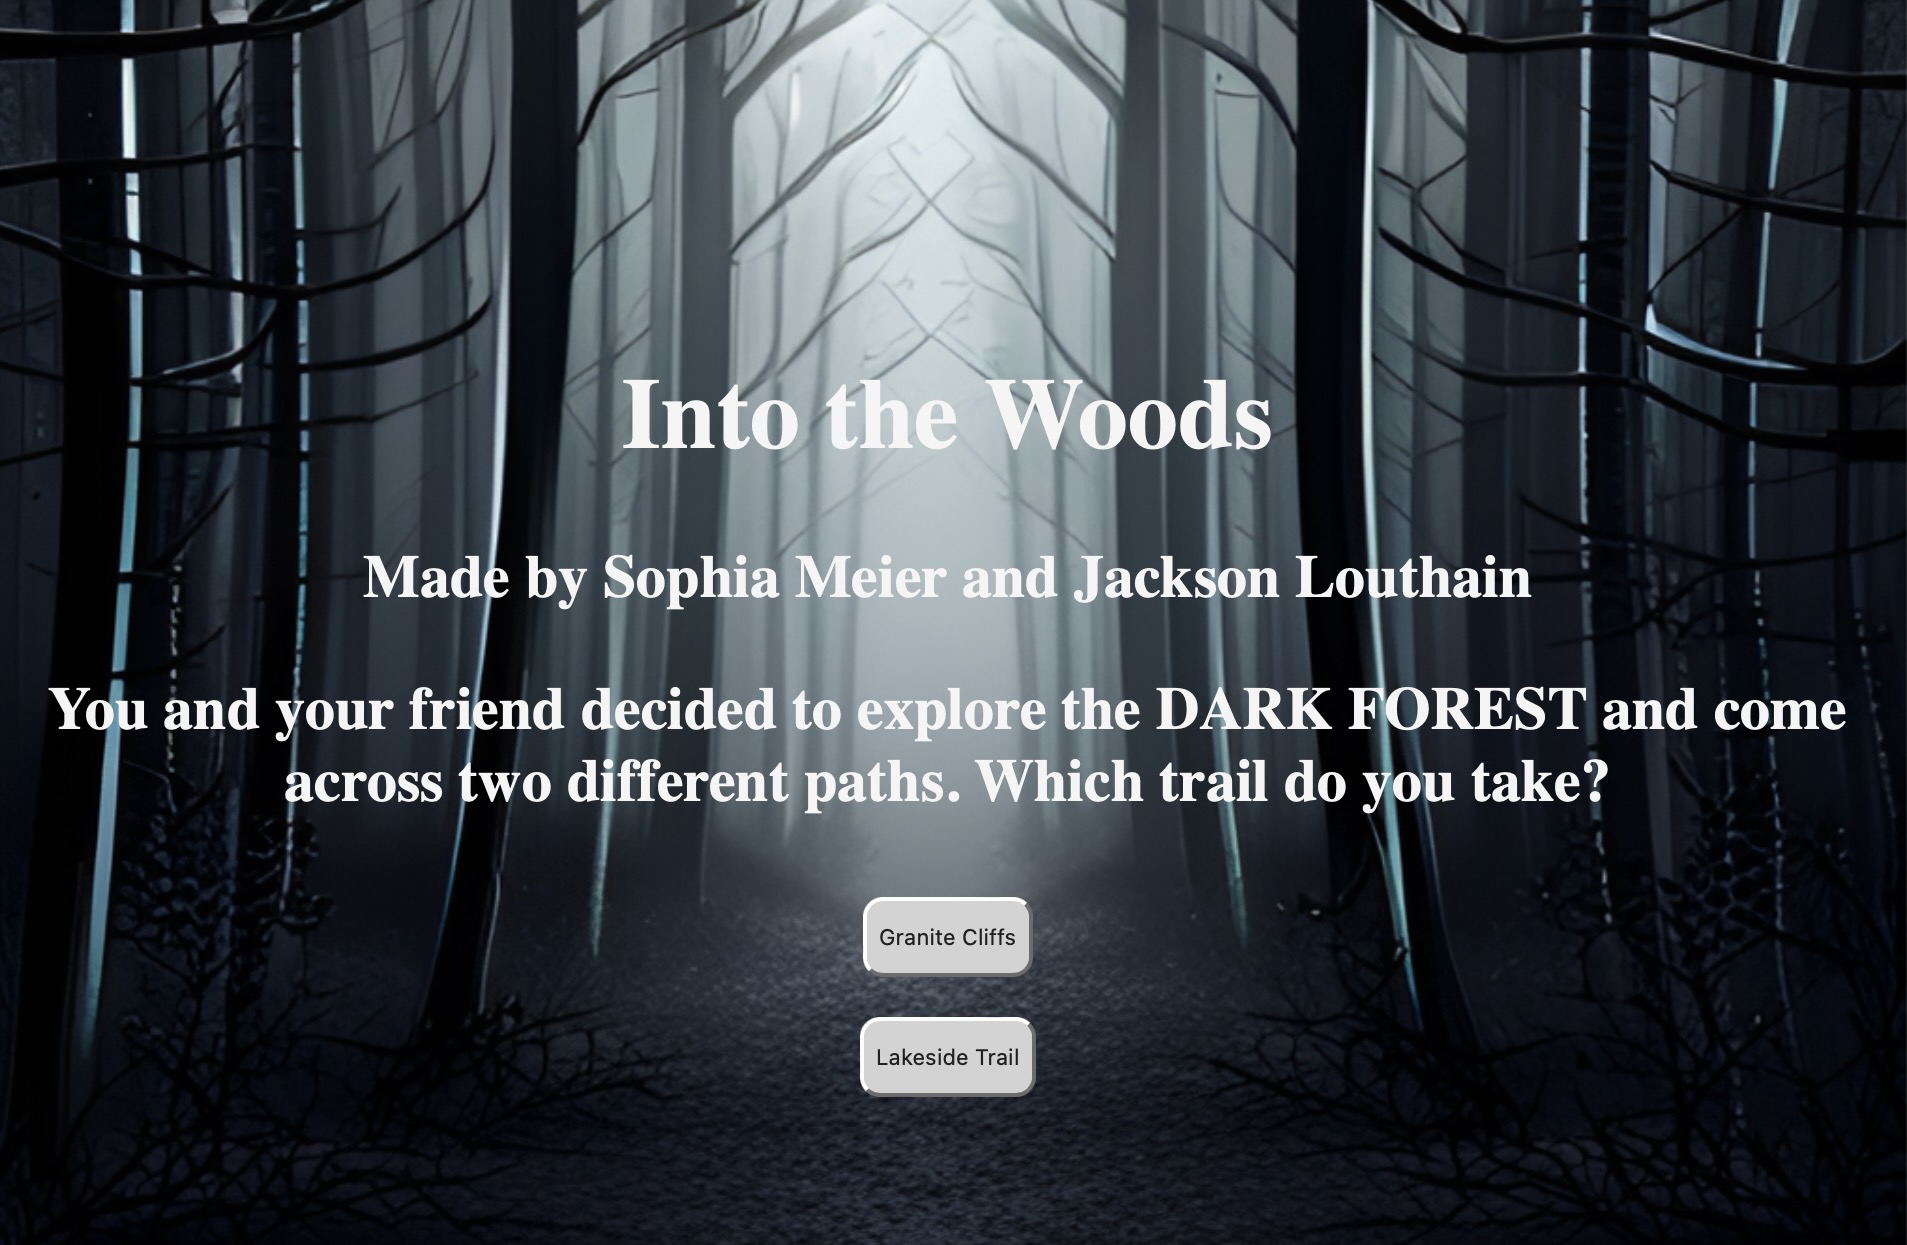 Into the Woods
Made by Sophia Meier and Jackson Louthain
You and your friend decided to explore the DARK FOREST and come
across two different paths. Which trail do you take?
Granite Cliffs
Lakeside Trail